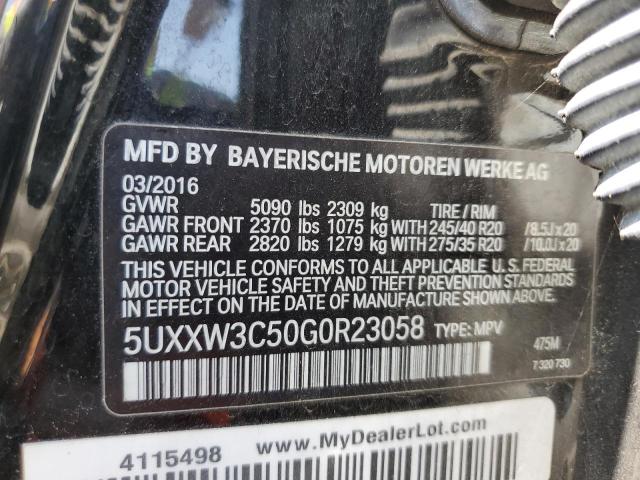 MFD BY BAYERISCHE MOTOREN WERKE AG
03/2016
GVWR 5090 lbs 2309 kg TIRE / RIM
GAWR FRONT 2370 lbs 1075 kg WITH 245/40 R20 /8.5J x 20
GAWR REAR 2820 lbs 1279 kg WITH 275/35 R20 /10.0J x 20
THIS VEHICLE CONFORMS TO ALL APPLICABLE U.S. FEDERAL
MOTOR VEHICLE SAFETY AND THEFT PREVENTION STANDARDS
IN EFFECT ON THE DATE OF MANUFACTURE SHOWN ABOVE.
5UXXW3C50G0R23058 TYPE: MPV 475M
7 320 730
4115498 www.MyDealerLot.com